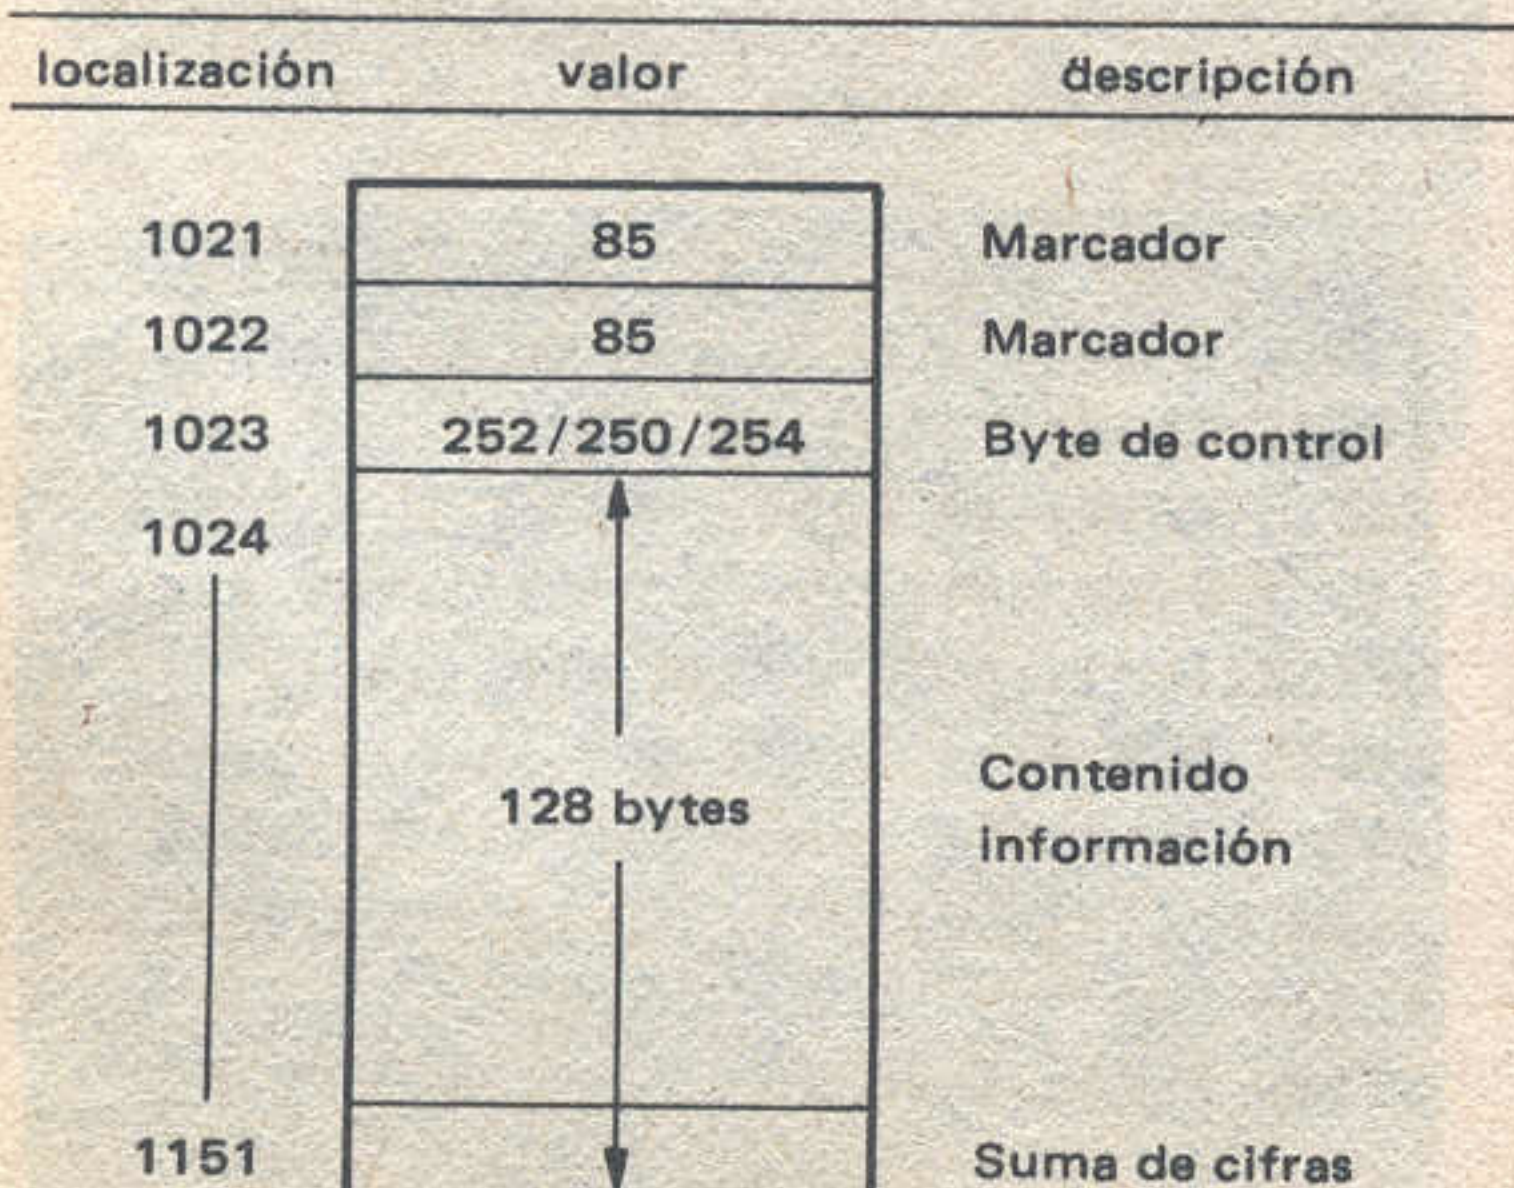 localización valor descripción
1021 85 Marcador
1022 85 Marcador
1023 252/250/254 Byte de control
1024
128 bytes Contenido
información
1151 Suma de cifras